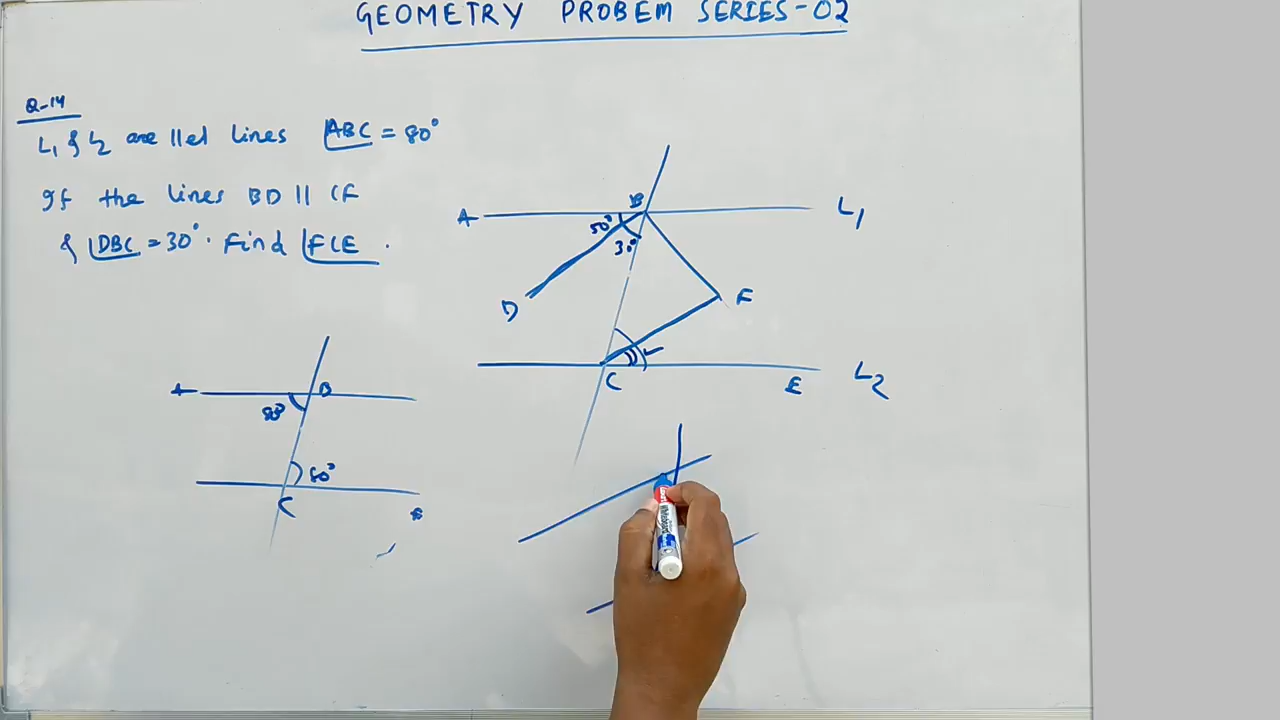 GEOMETRY PROBEM SERIES-02
Q-14
L1 & L2 are ||el lines ∠ABC = 80°
If the lines BD || CF
& ∠DBC = 30°. Find ∠FCE.
A
B
L1
50°
30°
D
F
C
E
L2
A
B
80°
80°
C
E